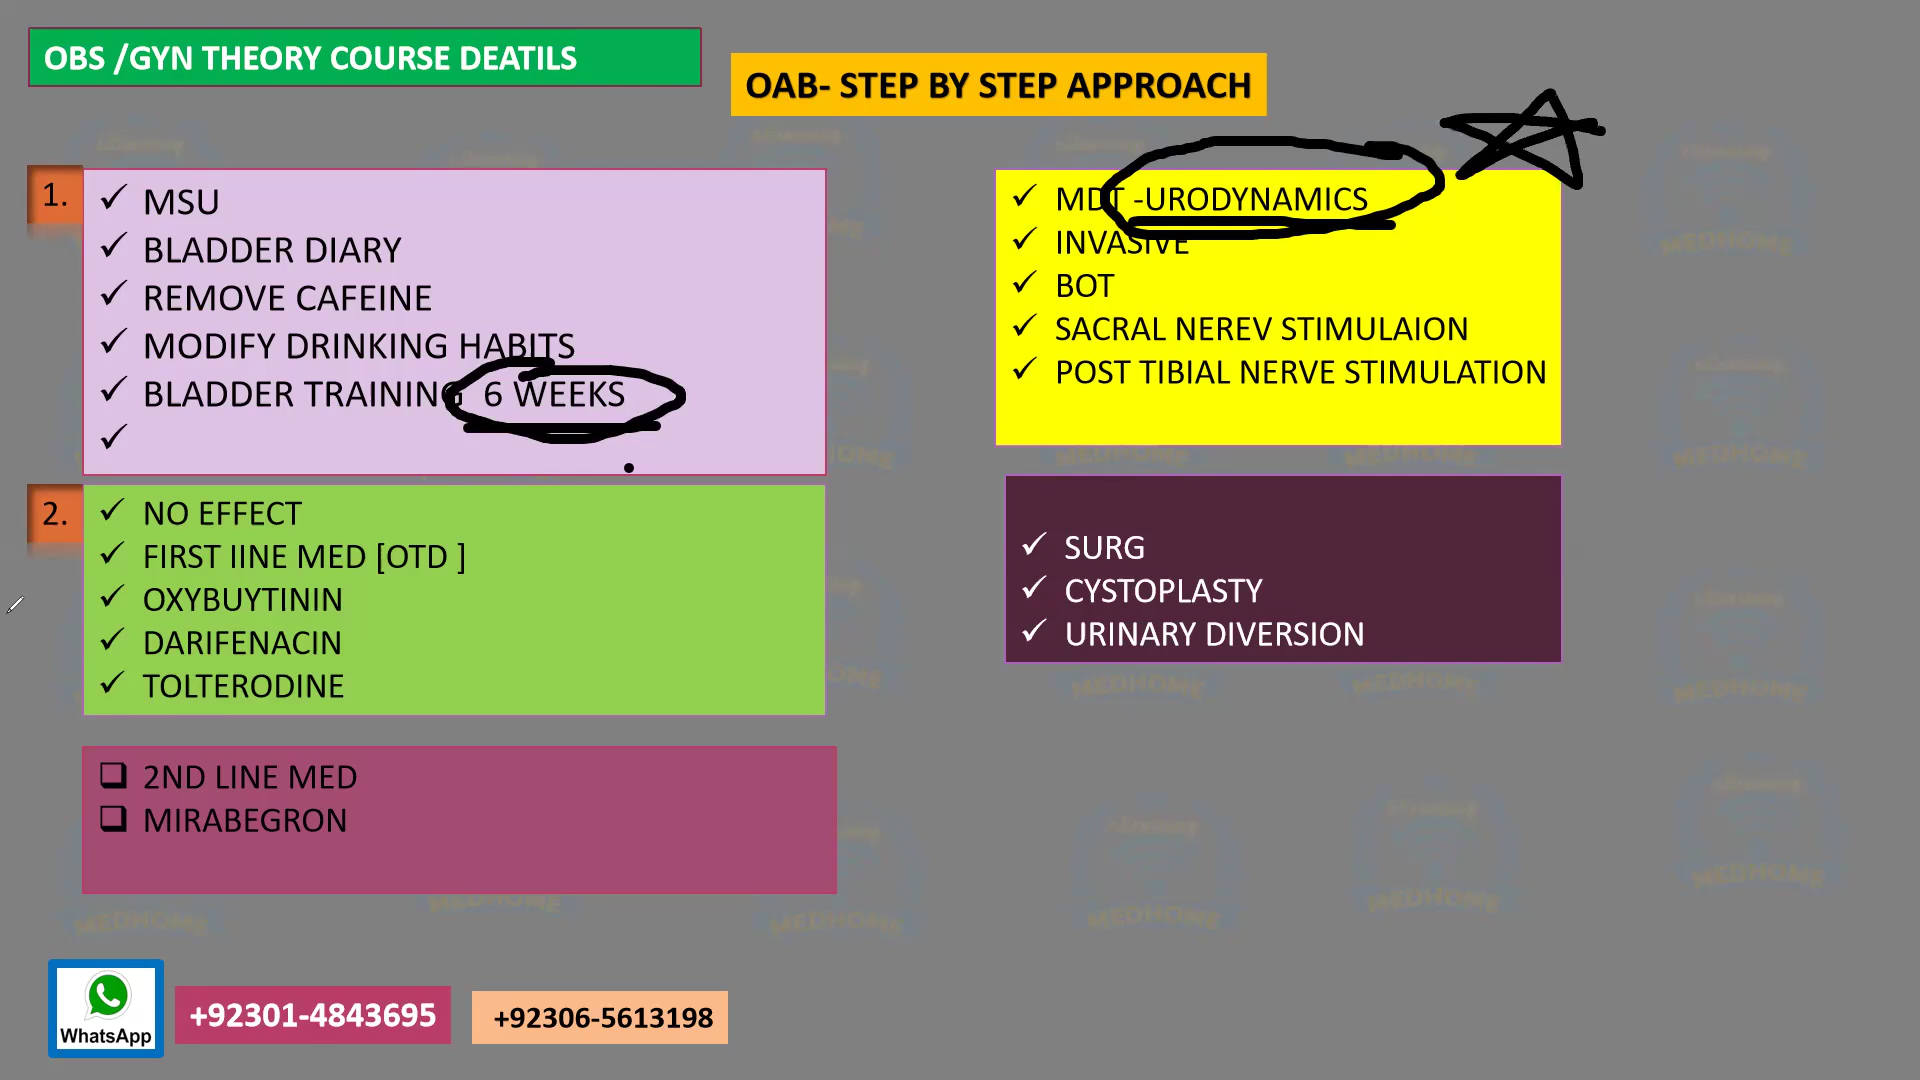 OBS /GYN THEORY COURSE DEATILS
OAB- STEP BY STEP APPROACH
1.
✓ MSU
✓ BLADDER DIARY
✓ REMOVE CAFEINE
✓ MODIFY DRINKING HABITS
✓ BLADDER TRAINING 6 WEEKS
✓
2.
✓ NO EFFECT
✓ FIRST IINE MED [OTD ]
✓ OXYBUYTININ
✓ DARIFENACIN
✓ TOLTERODINE
❑ 2ND LINE MED
❑ MIRABEGRON
✓ MDT -URODYNAMICS
✓ INVASIVE
✓ BOT
✓ SACRAL NEREV STIMULAION
✓ POST TIBIAL NERVE STIMULATION
✓ SURG
✓ CYSTOPLASTY
✓ URINARY DIVERSION
WhatsApp
+92301-4843695
+92306-5613198
MEDHOME